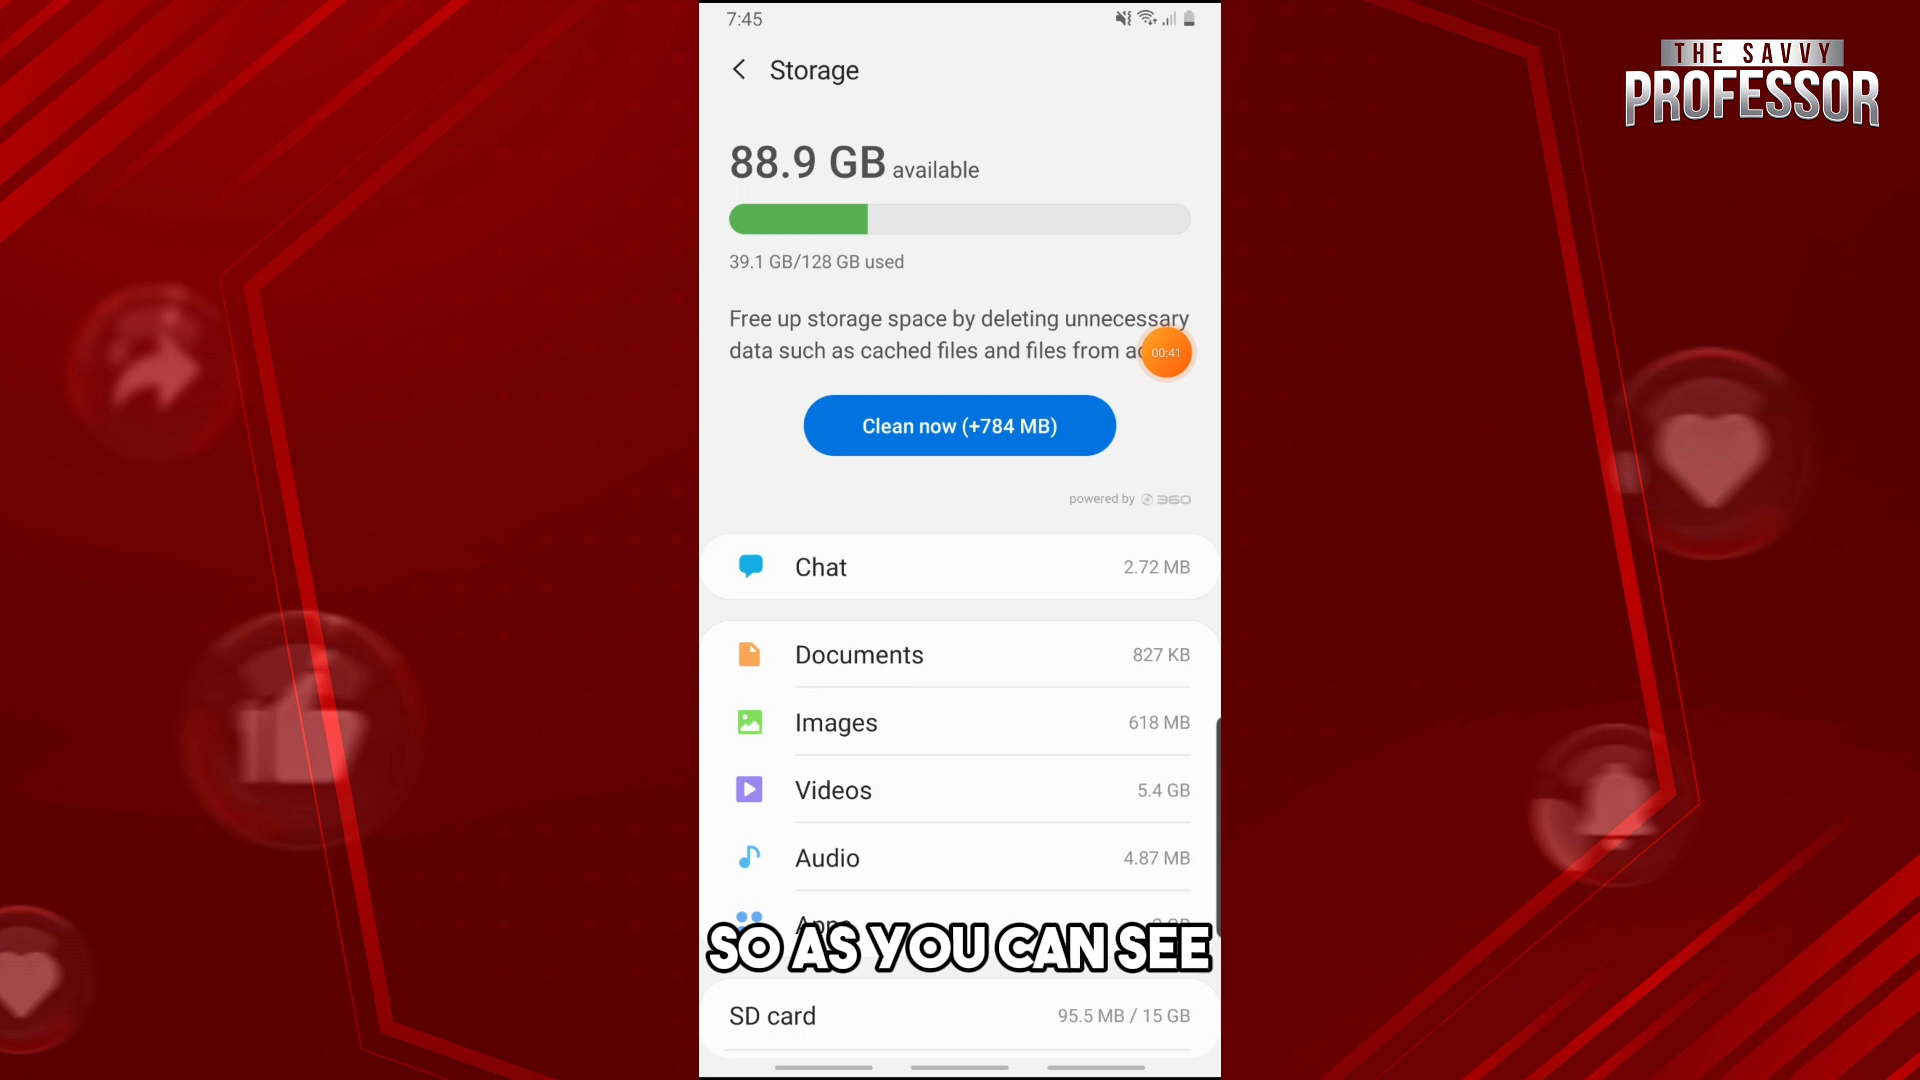 7:45
THE SAVVY
PROFESSOR
Storage
88.9 GB available
39.1 GB/128 GB used
Free up storage space by deleting unnecessary
data such as cached files and files from
00:41
Clean now (+784 MB)
powered by 360
Chat 2.72 MB
Documents 827 KB
Images 618 MB
Videos 5.4 GB
Audio 4.87 MB
Apps
SO AS YOU CAN SEE
SD card 95.5 MB / 15 GB